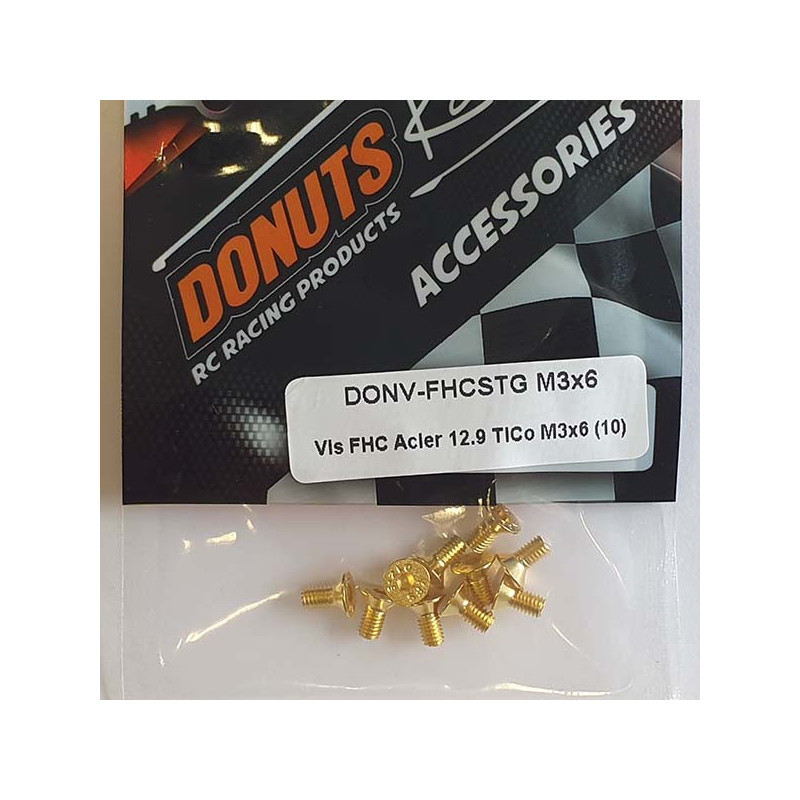 DONUTS
RC RACING PRODUCTS
ACCESSORIES
DONV-FHCSTG M3x6
Vis FHC Acier 12.9 TiCo M3x6 (10)